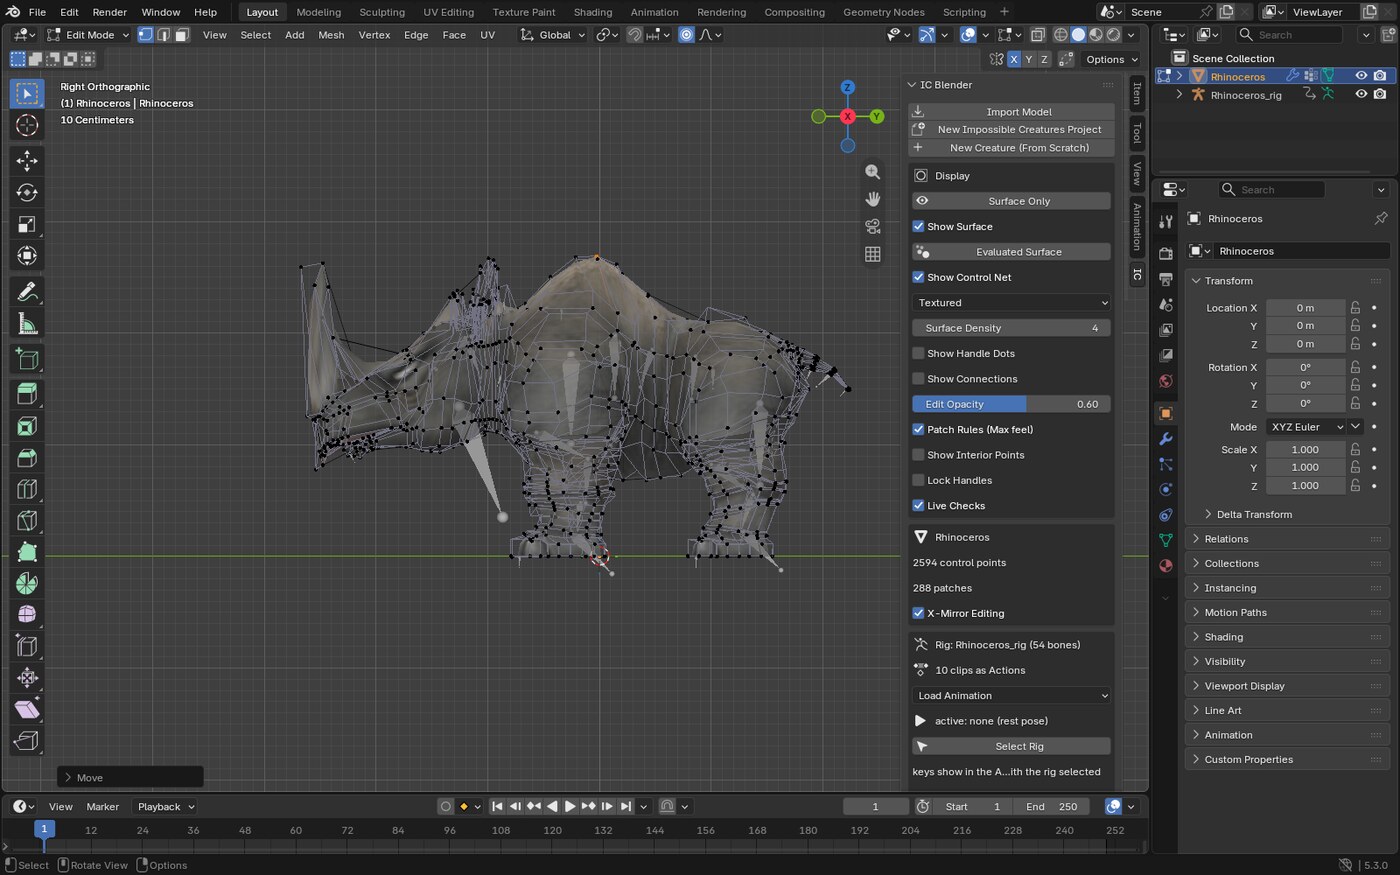 File Edit Render Window Help Layout Modeling Sculpting UV Editing Texture Paint Shading Animation Rendering Compositing Geometry Nodes Scripting + Scene ViewLayer
Edit Mode View Select Add Mesh Vertex Edge Face UV Global Search
X Y Z Options
Right Orthographic
(1) Rhinoceros | Rhinoceros
10 Centimeters
Z
X
Y
Move
IC Blender
Import Model
New Impossible Creatures Project
New Creature (From Scratch)
Display
Surface Only
Show Surface
Evaluated Surface
Show Control Net
Textured
Surface Density 4
Show Handle Dots
Show Connections
Edit Opacity 0.60
Patch Rules (Max feel)
Show Interior Points
Lock Handles
Live Checks
Rhinoceros
2594 control points
288 patches
X-Mirror Editing
Rig: Rhinoceros_rig (54 bones)
10 clips as Actions
Load Animation
active: none (rest pose)
Select Rig
keys show in the A...ith the rig selected
Item
Tool
View
Animation
IC
Scene Collection
Rhinoceros
Rhinoceros_rig
Search
Rhinoceros
Rhinoceros
Transform
Location X 0 m
Y 0 m
Z 0 m
Rotation X 0°
Y 0°
Z 0°
Mode XYZ Euler
Scale X 1.000
Y 1.000
Z 1.000
Delta Transform
Relations
Collections
Instancing
Motion Paths
Shading
Visibility
Viewport Display
Line Art
Animation
Custom Properties
View Marker Playback 1 Start 1 End 250
1 12 24 36 48 60 72 84 96 108 120 132 144 156 168 180 192 204 216 228 240 252
Select Rotate View Options 5.3.0